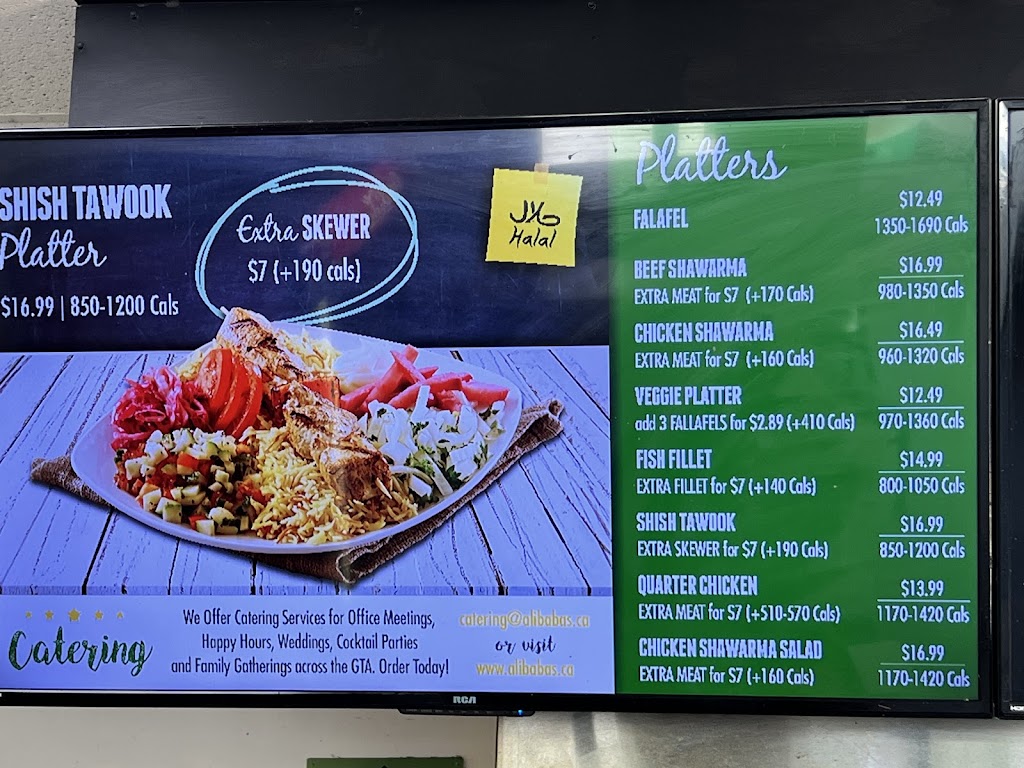 SHISH TAWOOK
Platter
$16.99 | 850-1200 Cals
Extra SKEWER
$7 (+190 cals)
حلال
Halal
Platters
FALAFEL
$12.49
1350-1690 Cals
BEEF SHAWARMA
$16.99
EXTRA MEAT for $7 (+170 Cals)
980-1350 Cals
CHICKEN SHAWARMA
$16.49
EXTRA MEAT for $7 (+160 Cals)
960-1320 Cals
VEGGIE PLATTER
$12.49
add 3 FALLAFELS for $2.89 (+410 Cals)
970-1360 Cals
FISH FILLET
$14.99
EXTRA FILLET for $7 (+140 Cals)
800-1050 Cals
SHISH TAWOOK
$16.99
EXTRA SKEWER for $7 (+190 Cals)
850-1200 Cals
QUARTER CHICKEN
$13.99
EXTRA MEAT for $7 (+510-570 Cals)
1170-1420 Cals
CHICKEN SHAWARMA SALAD
$16.99
EXTRA MEAT for $7 (+160 Cals)
1170-1420 Cals
Catering
We Offer Catering Services for Office Meetings,
Happy Hours, Weddings, Cocktail Parties
and Family Gatherings across the GTA. Order Today!
catering@alibabas.ca
or visit
www.alibabas.ca
RCA